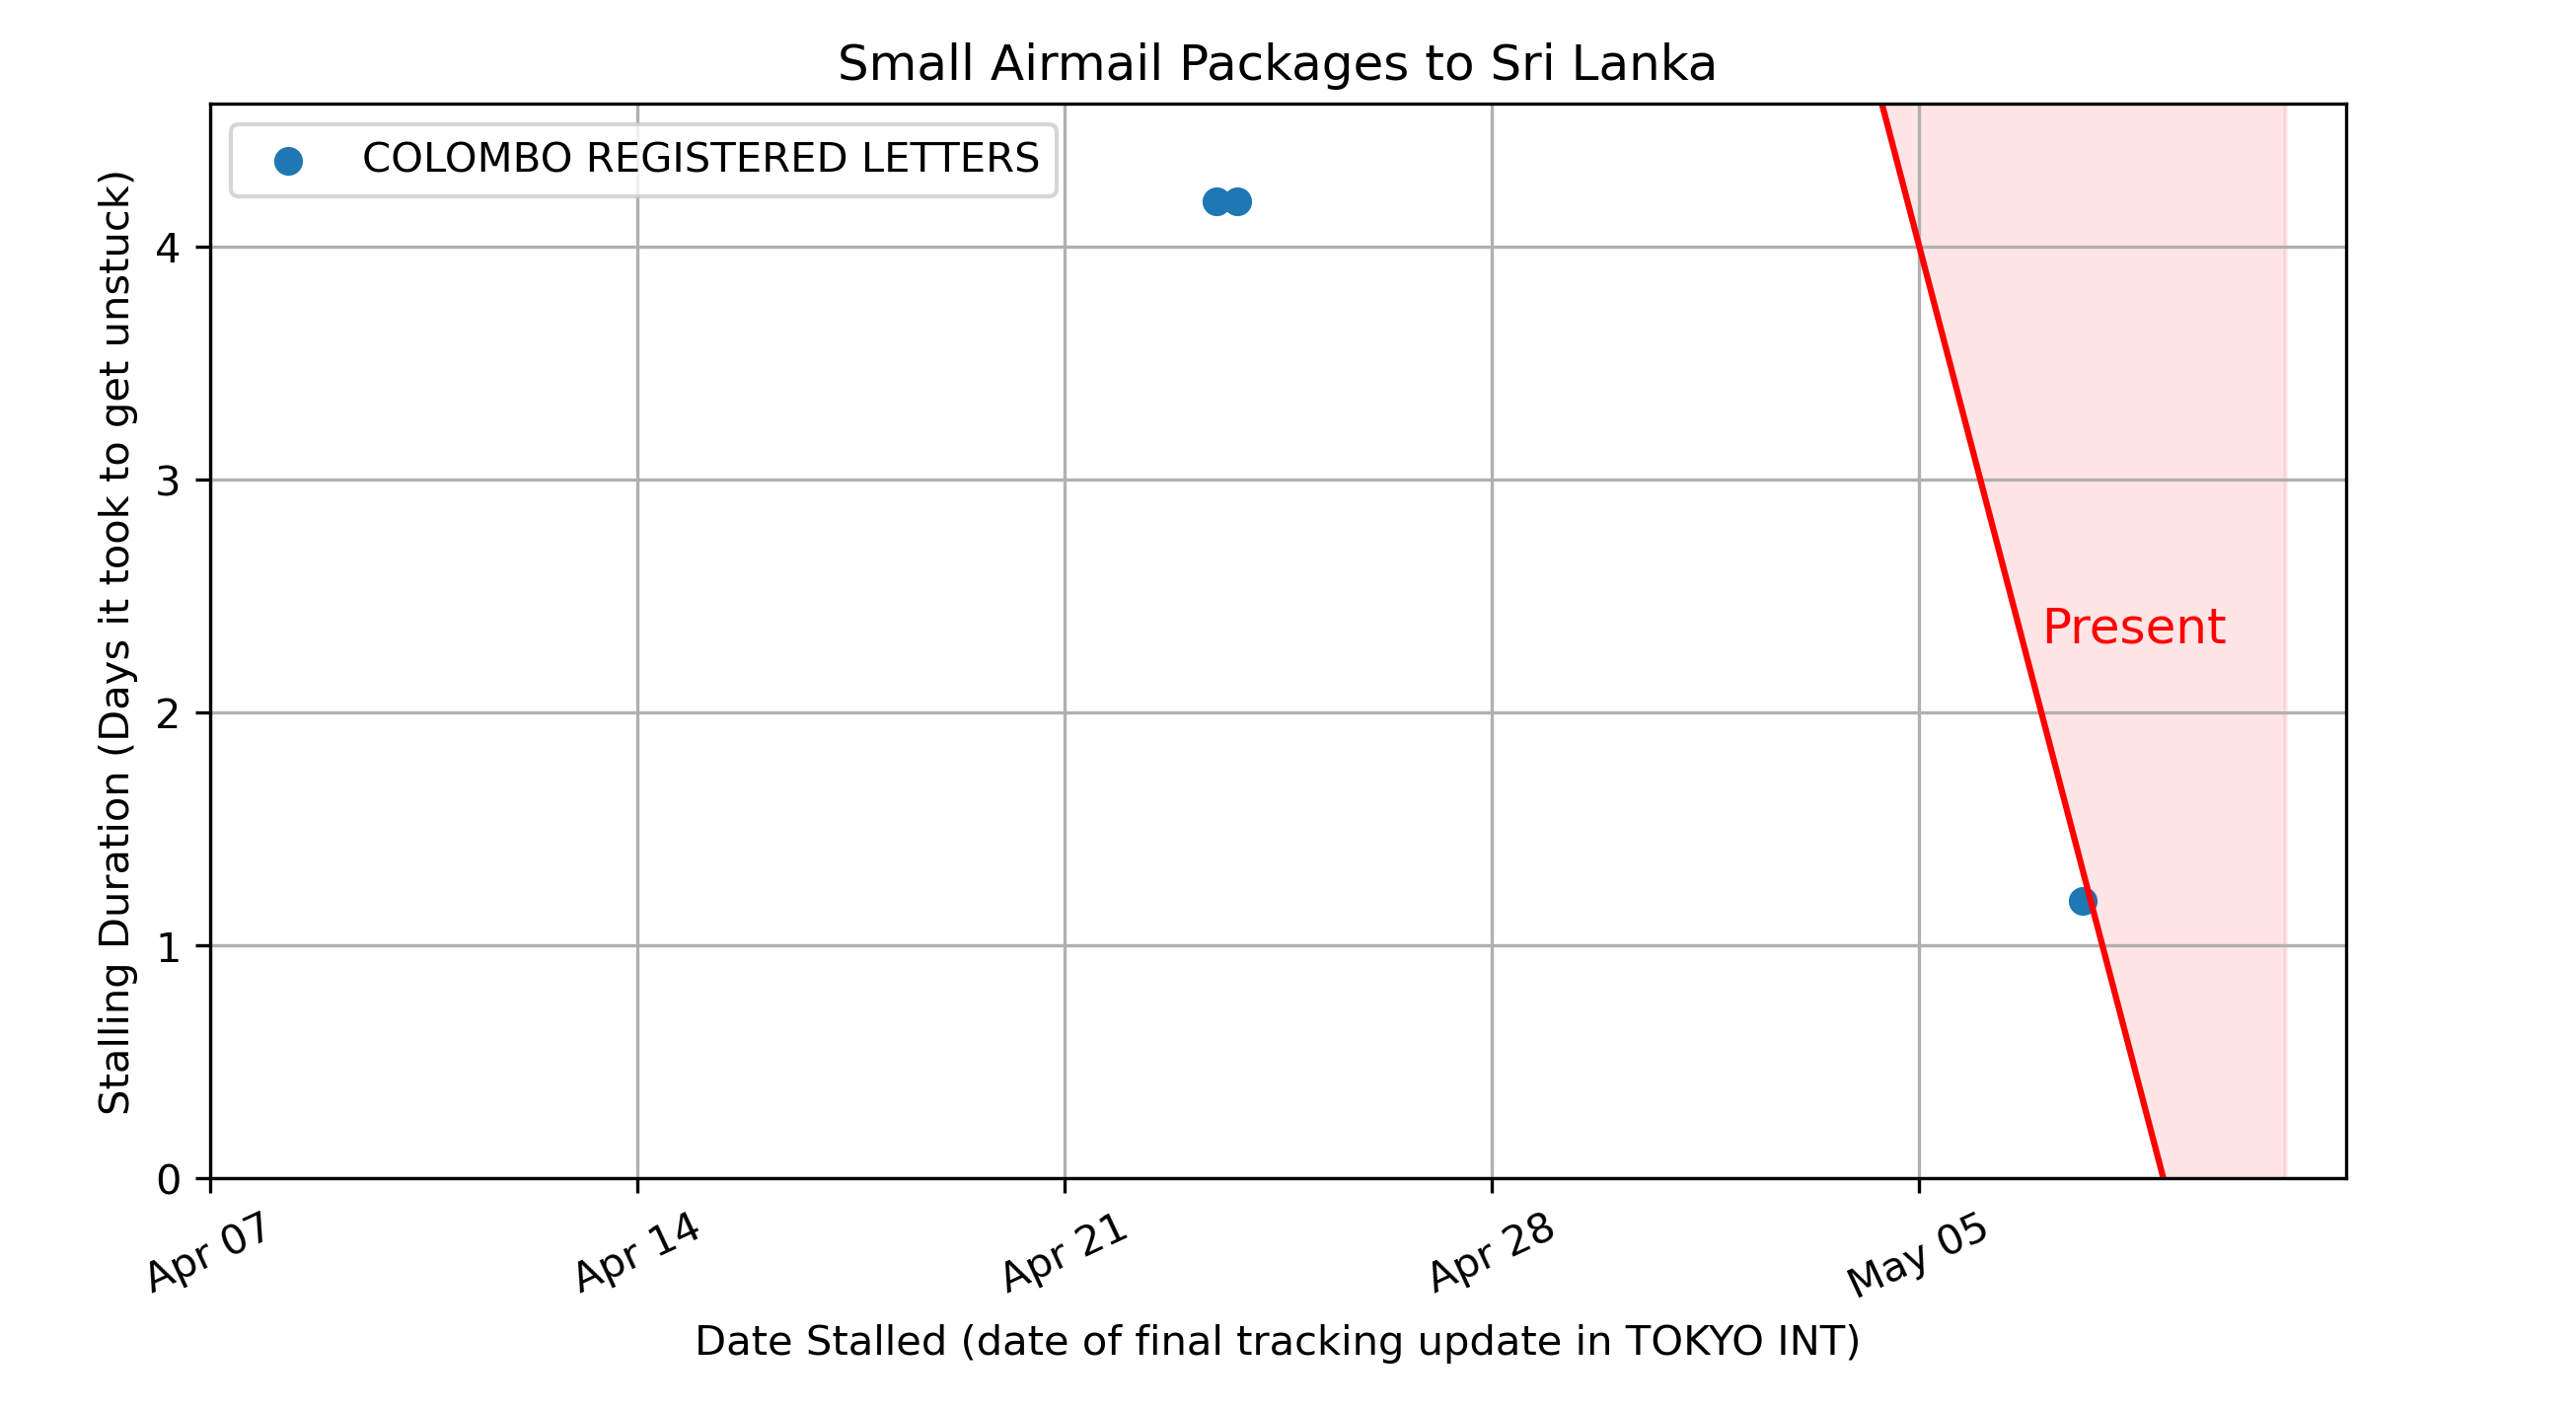 Small Airmail Packages to Sri Lanka
COLOMBO REGISTERED LETTERS
Stalling Duration (Days it took to get unstuck)
4
3
2
1
0
Present
Apr 07
Apr 14
Apr 21
Apr 28
May 05
Date Stalled (date of final tracking update in TOKYO INT)